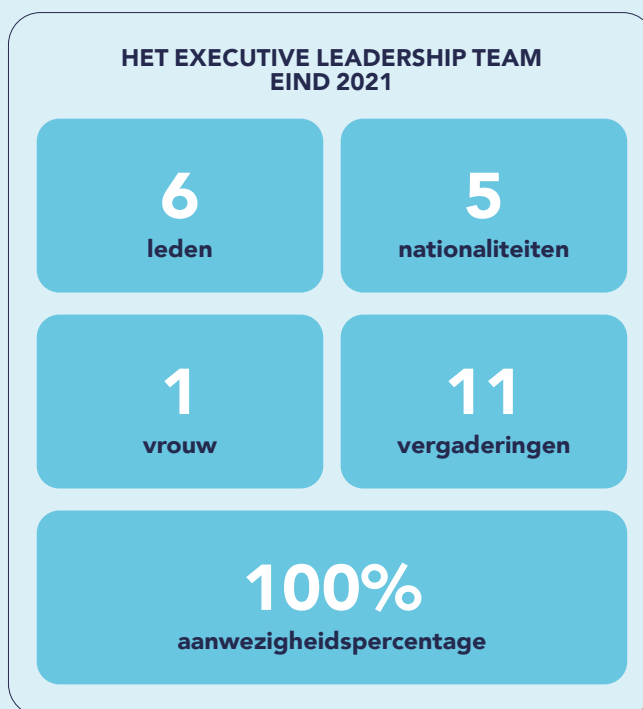 HET EXECUTIVE LEADERSHIP TEAM
EIND 2021
6
leden
5
nationaliteiten
1
vrouw
11
vergaderingen
100%
aanwezigheidspercentage